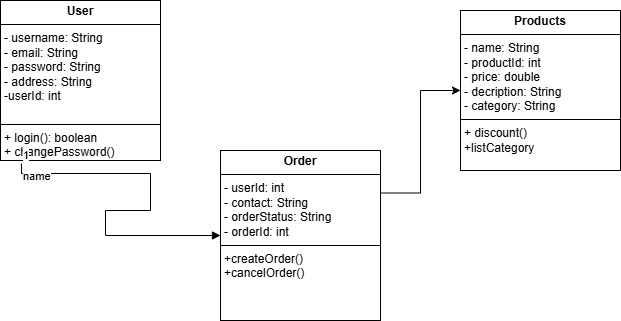 User
- username: String
- email: String
- password: String
- address: String
-userId: int
+ login(): boolean
+ changePassword()
1
name
Order
- userId: int
- contact: String
- orderStatus: String
- orderId: int
+createOrder()
+cancelOrder()
Products
- name: String
- productId: int
- price: double
- decription: String
- category: String
+ discount()
+listCategory